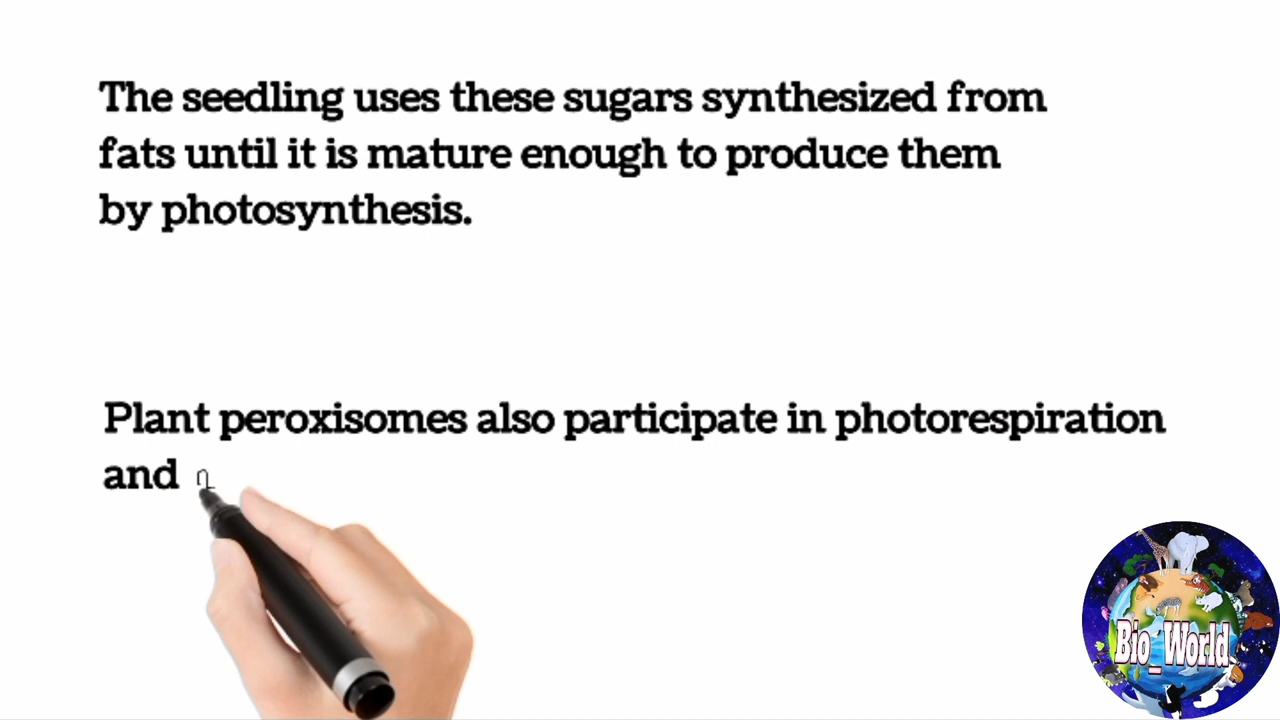 The seedling uses these sugars synthesized from
fats until it is mature enough to produce them
by photosynthesis.
Plant peroxisomes also participate in photorespiration
and
Bio_World